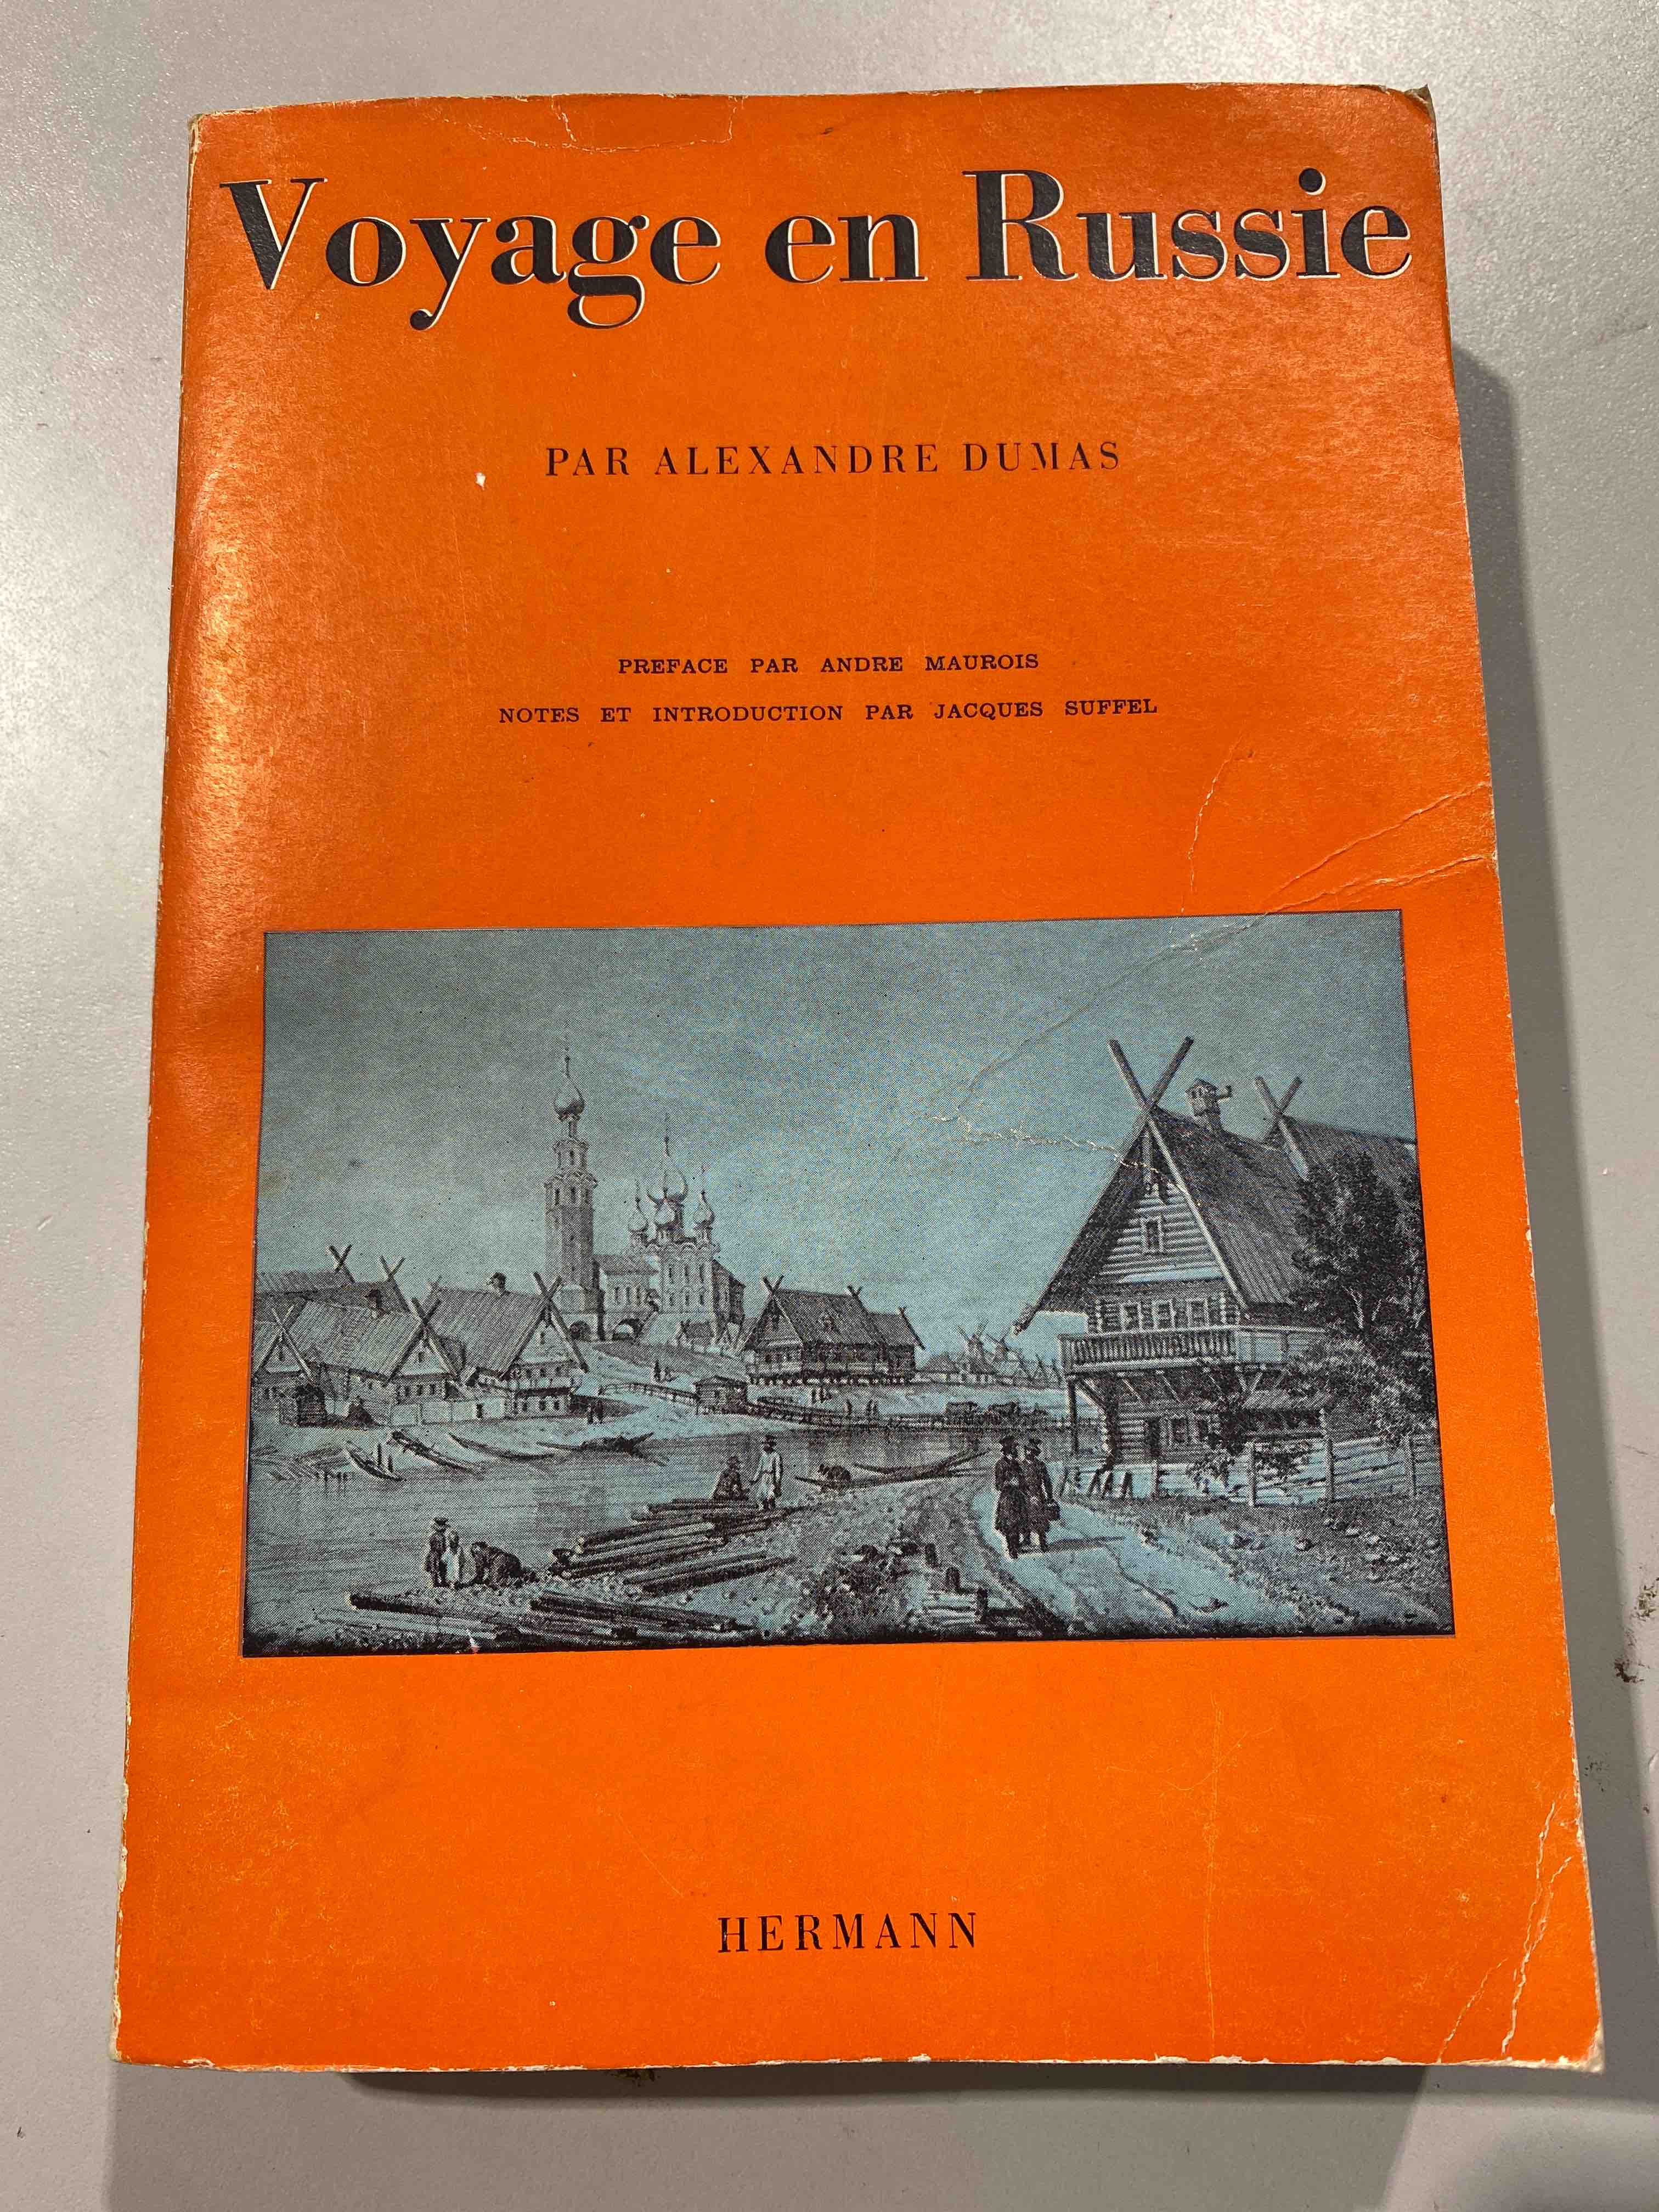 Voyage en Russie
PAR ALEXANDRE DUMAS
PREFACE PAR ANDRE MAUROIS
NOTES ET INTRODUCTION PAR JACQUES SUFFEL
HERMANN